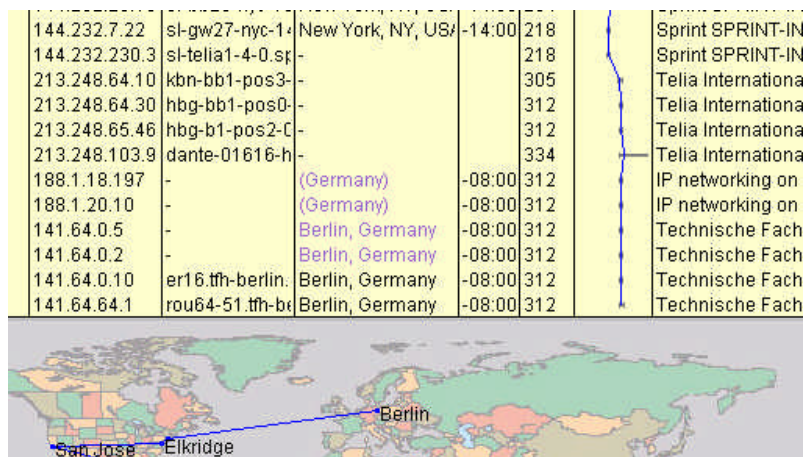 144.232.7.22 sl-gw27-nyc-1 New York, NY, USA -14:00 218 Sprint SPRINT-IN
144.232.230.3 sl-telia1-4-0.sp - 218 Sprint SPRINT-IN
213.248.64.10 kbn-bb1-pos3- - 305 Telia Internationa
213.248.64.30 hbg-bb1-pos0- - 312 Telia Internationa
213.248.65.46 hbg-b1-pos2-0 - 312 Telia Internationa
213.248.103.9 dante-01616-h - 334 Telia Internationa
188.1.18.197 - (Germany) -08:00 312 IP networking on
188.1.20.10 - (Germany) -08:00 312 IP networking on
141.64.0.5 - Berlin, Germany -08:00 312 Technische Fach
141.64.0.2 - Berlin, Germany -08:00 312 Technische Fach
141.64.0.10 er16.tfh-berlin. Berlin, Germany -08:00 312 Technische Fach
141.64.64.1 rou64-51.tfh-be Berlin, Germany -08:00 312 Technische Fach
Berlin
San Jose Elkridge